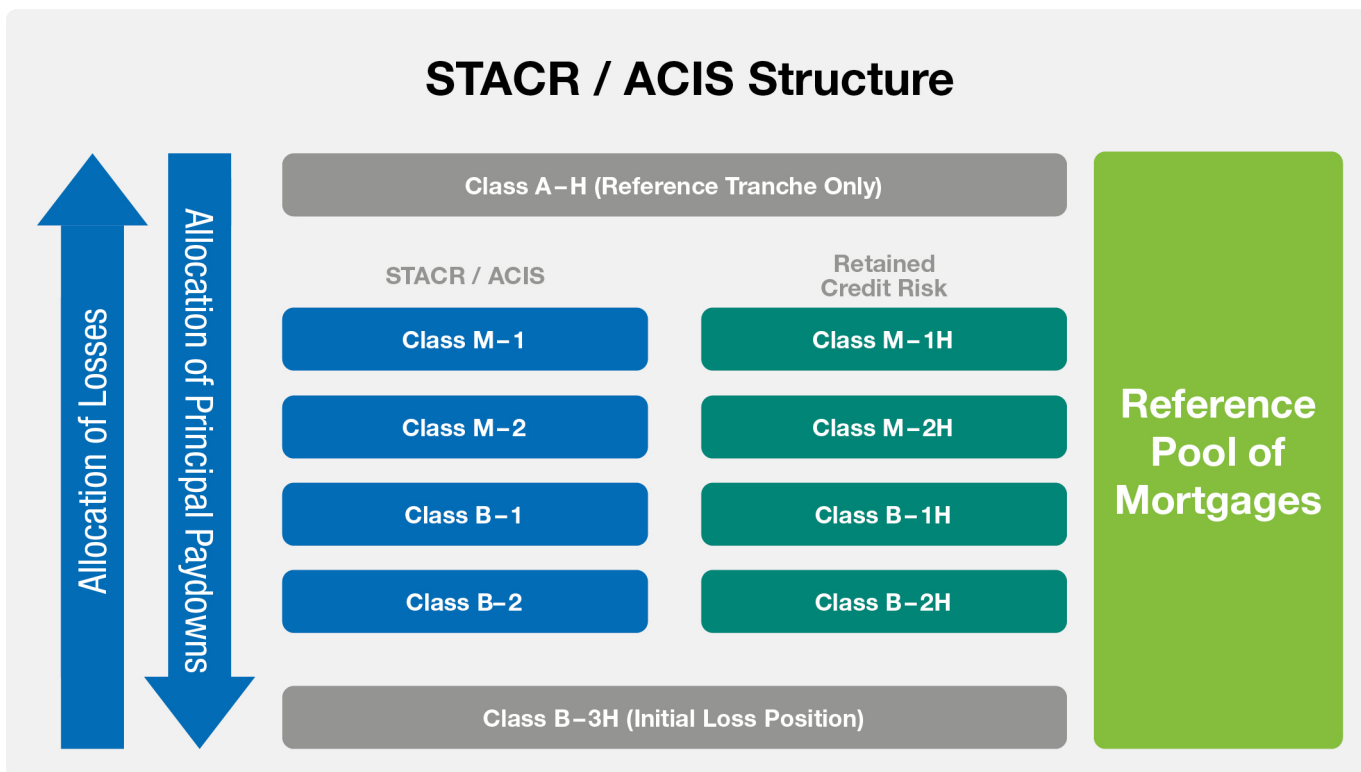 STACR / ACIS Structure
Allocation of Losses
Allocation of Principal Paydowns
Class A–H (Reference Tranche Only)
STACR / ACIS
Retained
Credit Risk
Class M–1
Class M–1H
Class M–2
Class M–2H
Class B–1
Class B–1H
Class B–2
Class B–2H
Class B–3H (Initial Loss Position)
Reference
Pool of
Mortgages